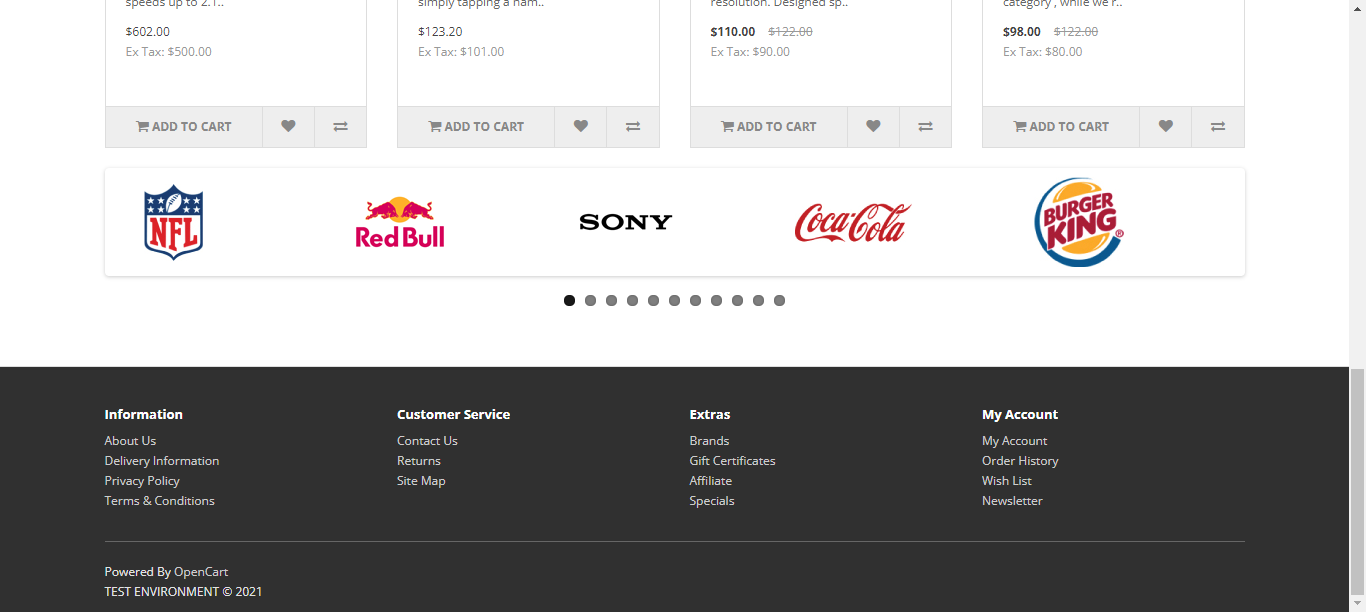 speeds up to 2.1..
simply tapping a nam..
resolution. Designed sp..
category , while we r..
$602.00
$123.20
$110.00 $122.00
$98.00 $122.00
Ex Tax: $500.00
Ex Tax: $101.00
Ex Tax: $90.00
Ex Tax: $80.00
ADD TO CART
ADD TO CART
ADD TO CART
ADD TO CART
NFL
Red Bull
SONY
Coca-Cola
BURGER
KING®
Information
About Us
Delivery Information
Privacy Policy
Terms & Conditions
Customer Service
Contact Us
Returns
Site Map
Extras
Brands
Gift Certificates
Affiliate
Specials
My Account
My Account
Order History
Wish List
Newsletter
Powered By OpenCart
TEST ENVIRONMENT © 2021